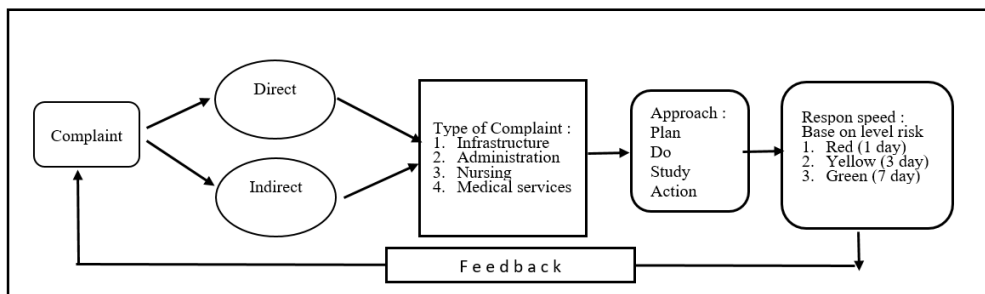 Complaint
Direct
Indirect
Type of Complaint :
1. Infrastructure
2. Administration
3. Nursing
4. Medical services
Approach :
Plan
Do
Study
Action
Respon speed :
Base on level risk
1. Red (1 day)
2. Yellow (3 day)
3. Green (7 day)
Feedback